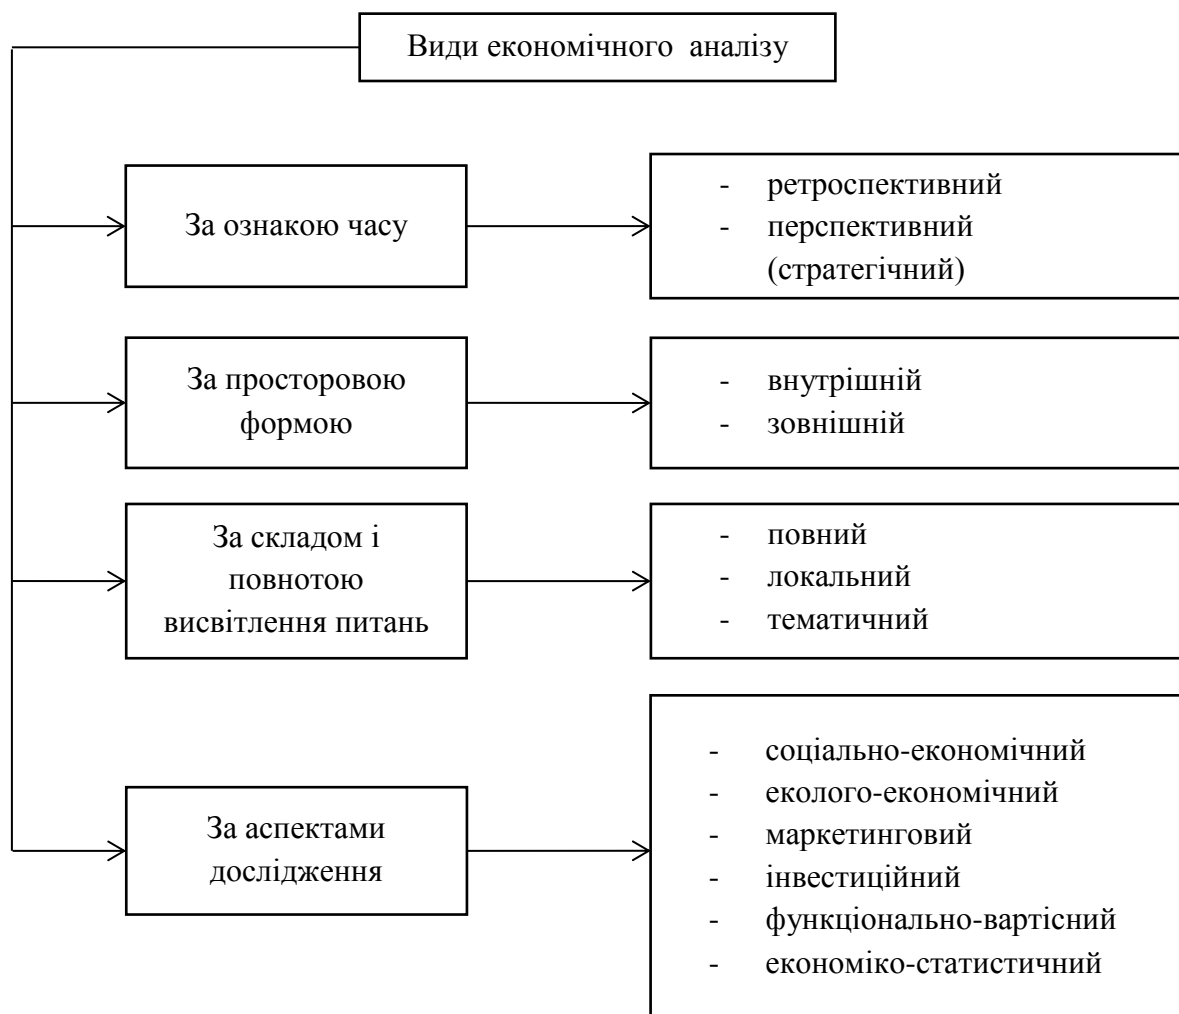 Види економічного аналізу
За ознакою часу
- ретроспективний
- перспективний
(стратегічний)
За просторовою
формою
- внутрішній
- зовнішній
За складом і
повнотою
висвітлення питань
- повний
- локальний
- тематичний
За аспектами
дослідження
- соціально-економічний
- еколого-економічний
- маркетинговий
- інвестиційний
- функціонально-вартісний
- економіко-статистичний